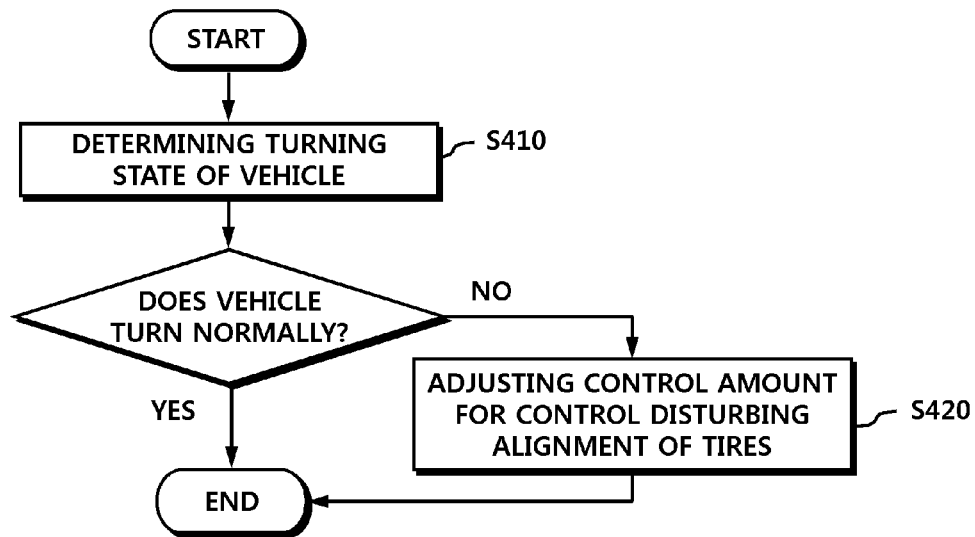 START
DETERMINING TURNING
STATE OF VEHICLE
S410
DOES VEHICLE
TURN NORMALLY?
NO
YES
ADJUSTING CONTROL AMOUNT
FOR CONTROL DISTURBING
ALIGNMENT OF TIRES
S420
END